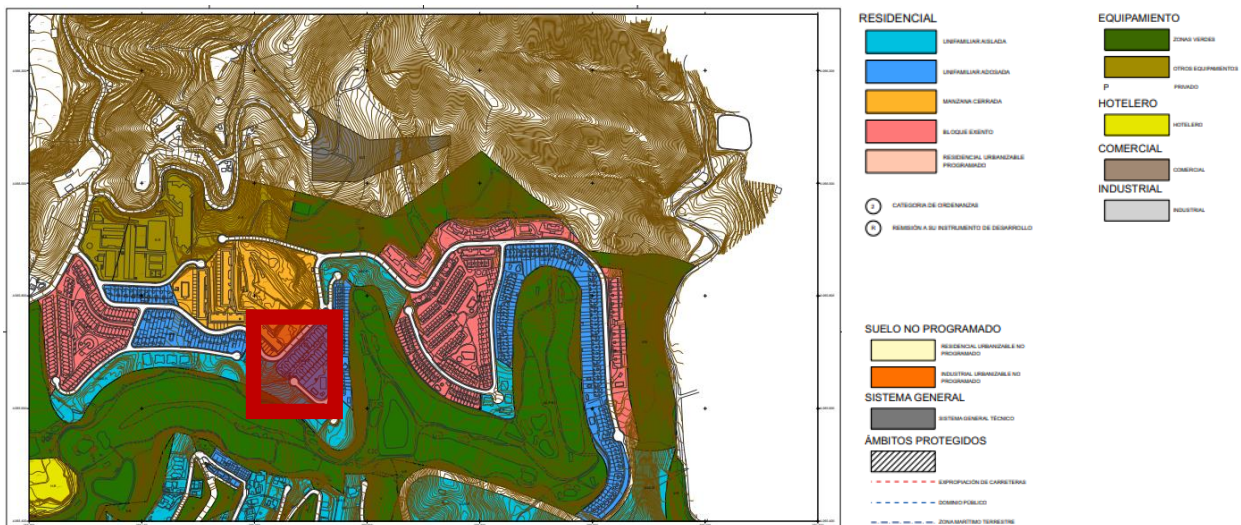 RESIDENCIAL
UNIFAMILIAR AISLADA
UNIFAMILIAR ADOSADA
MANZANA CERRADA
BLOQUE EXENTO
RESIDENCIAL URBANIZABLE
PROGRAMADO
2 CATEGORIA DE ORDENANZAS
R REMISIÓN A SU INSTRUMENTO DE DESARROLLO
EQUIPAMIENTO
ZONAS VERDES
OTROS EQUIPAMIENTOS
P PRIVADO
HOTELERO
HOTELERO
COMERCIAL
COMERCIAL
INDUSTRIAL
INDUSTRIAL
SUELO NO PROGRAMADO
RESIDENCIAL URBANIZABLE NO
PROGRAMADO
INDUSTRIAL URBANIZABLE NO
PROGRAMADO
SISTEMA GENERAL
SISTEMA GENERAL TÉCNICO
ÁMBITOS PROTEGIDOS
EXPROPIACIÓN DE CARRETERAS
DOMINIO PÚBLICO
ZONA MARÍTIMO TERRESTRE